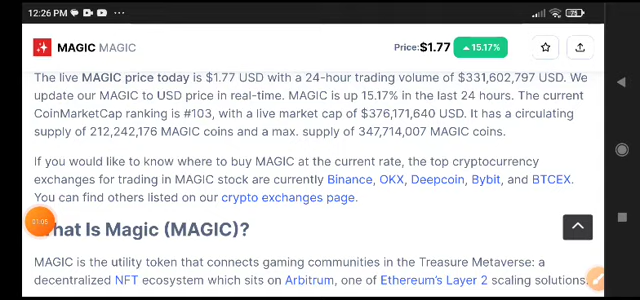 12:26 PM
75
MAGIC MAGIC Price:$1.77 15.17%
The live MAGIC price today is $1.77 USD with a 24-hour trading volume of $331,602,797 USD. We
update our MAGIC to USD price in real-time. MAGIC is up 15.17% in the last 24 hours. The current
CoinMarketCap ranking is #103, with a live market cap of $376,171,640 USD. It has a circulating
supply of 212,242,176 MAGIC coins and a max. supply of 347,714,007 MAGIC coins.
If you would like to know where to buy MAGIC at the current rate, the top cryptocurrency
exchanges for trading in MAGIC stock are currently Binance, OKX, Deepcoin, Bybit, and BTCEX.
You can find others listed on our crypto exchanges page.
01:05
hat Is Magic (MAGIC)?
MAGIC is the utility token that connects gaming communities in the Treasure Metaverse: a
decentralized NFT ecosystem which sits on Arbitrum, one of Ethereum's Layer 2 scaling solutions.